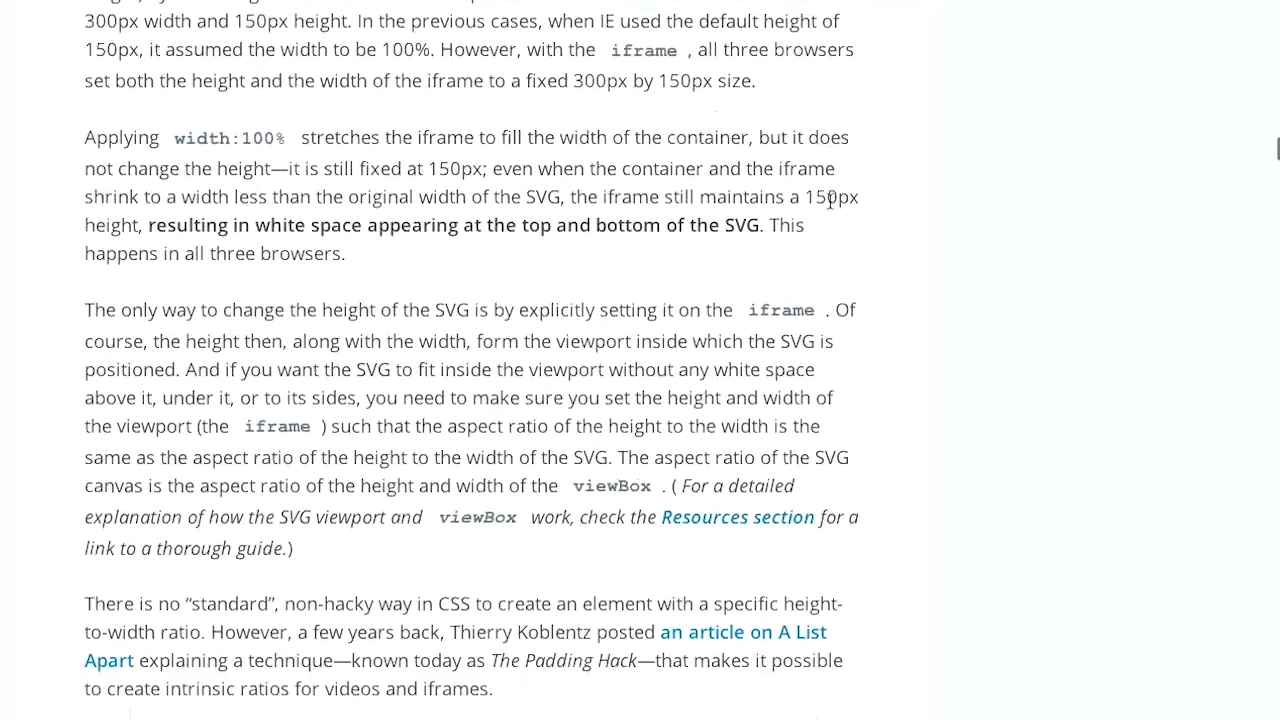 300px width and 150px height. In the previous cases, when IE used the default height of
150px, it assumed the width to be 100%. However, with the iframe , all three browsers
set both the height and the width of the iframe to a fixed 300px by 150px size.
Applying width:100% stretches the iframe to fill the width of the container, but it does
not change the height—it is still fixed at 150px; even when the container and the iframe
shrink to a width less than the original width of the SVG, the iframe still maintains a 150px
height, resulting in white space appearing at the top and bottom of the SVG. This
happens in all three browsers.
The only way to change the height of the SVG is by explicitly setting it on the iframe . Of
course, the height then, along with the width, form the viewport inside which the SVG is
positioned. And if you want the SVG to fit inside the viewport without any white space
above it, under it, or to its sides, you need to make sure you set the height and width of
the viewport (the iframe ) such that the aspect ratio of the height to the width is the
same as the aspect ratio of the height to the width of the SVG. The aspect ratio of the SVG
canvas is the aspect ratio of the height and width of the viewBox . ( For a detailed
explanation of how the SVG viewport and viewBox work, check the Resources section for a
link to a thorough guide.)
There is no “standard”, non-hacky way in CSS to create an element with a specific height-
to-width ratio. However, a few years back, Thierry Koblentz posted an article on A List
Apart explaining a technique—known today as The Padding Hack—that makes it possible
to create intrinsic ratios for videos and iframes.